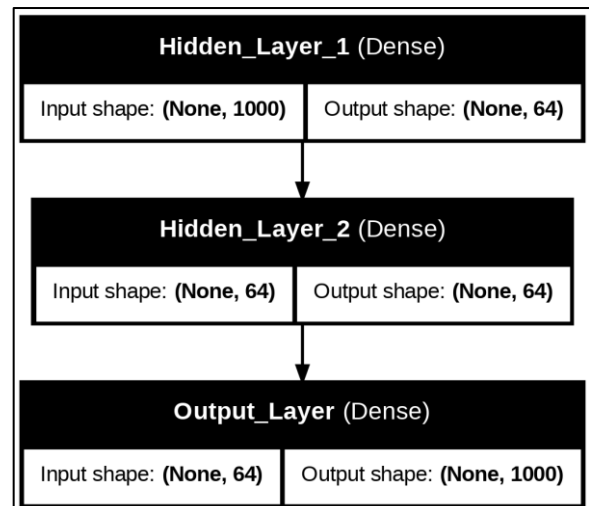 Hidden_Layer_1 (Dense)
Input shape: (None, 1000) Output shape: (None, 64)
Hidden_Layer_2 (Dense)
Input shape: (None, 64) Output shape: (None, 64)
Output_Layer (Dense)
Input shape: (None, 64) Output shape: (None, 1000)